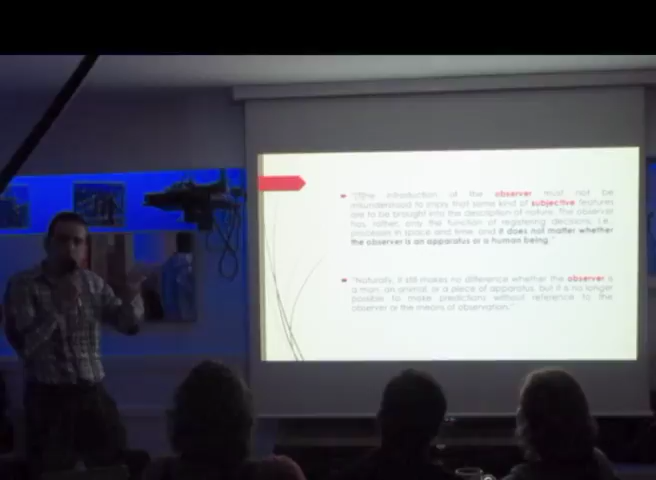 "[T]he introduction of the observer must not be
misunderstood to imply that some kind of subjective features
are to be brought into the description of nature. The observer
has, rather, only the function of registering decisions, i.e.,
processes in space and time, and it does not matter whether
the observer is an apparatus or a human being."
"Naturally, it still makes no difference whether the observer is
a man, an animal, or a piece of apparatus, but it is no longer
possible to make predictions without reference to the
observer or the means of observation."